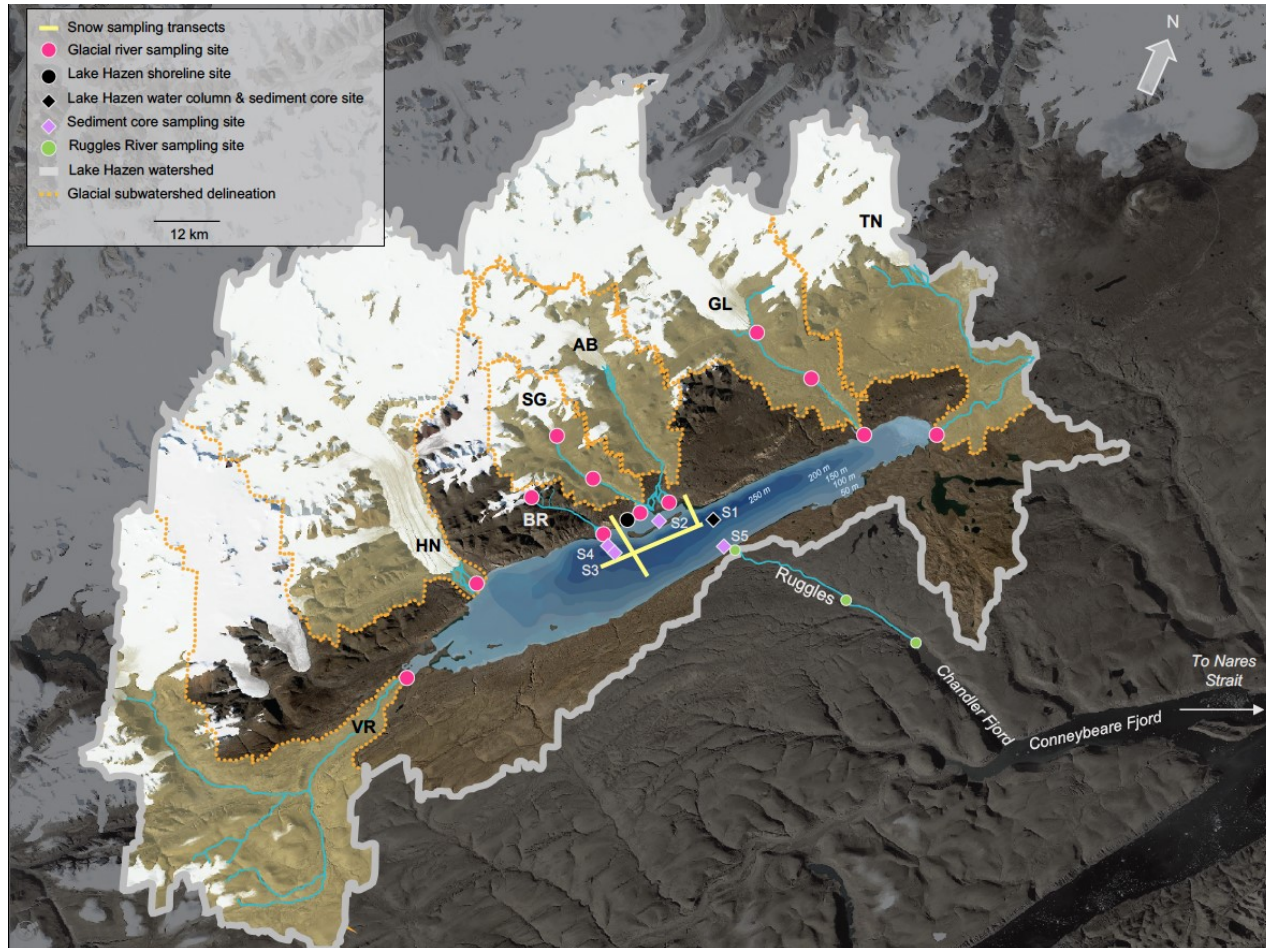 Snow sampling transects
Glacial river sampling site
Lake Hazen shoreline site
Lake Hazen water column & sediment core site
Sediment core sampling site
Ruggles River sampling site
Lake Hazen watershed
Glacial subwatershed delineation
12 km
N
TN
GL
AB
SG
BR
HN
VR
200 m
150 m
100 m
50 m
250 m
S1
S2
S5
S4
S3
Ruggles
Chandler Fjord
Conneybeare Fjord
To Nares
Strait